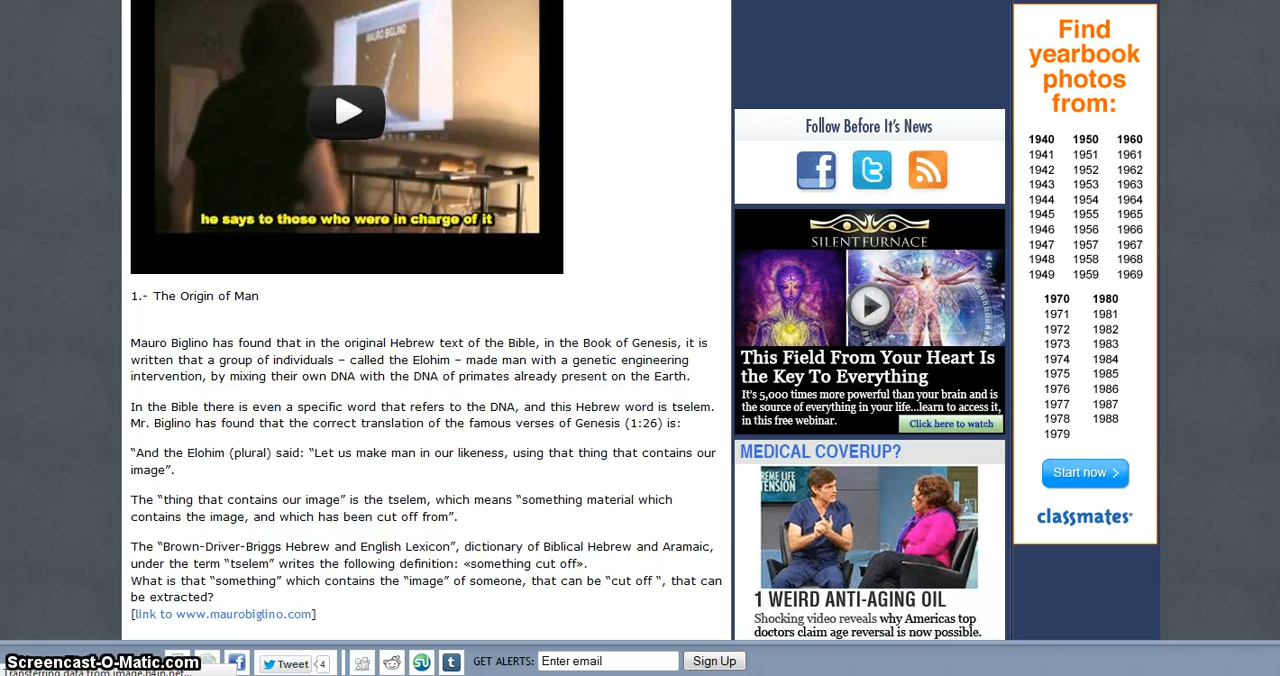 MAURO BIGLINO
he says to those who were in charge of it
1.- The Origin of Man
Mauro Biglino has found that in the original Hebrew text of the Bible, in the Book of Genesis, it is
written that a group of individuals – called the Elohim – made man with a genetic engineering
intervention, by mixing their own DNA with the DNA of primates already present on the Earth.
In the Bible there is even a specific word that refers to the DNA, and this Hebrew word is tselem.
Mr. Biglino has found that the correct translation of the famous verses of Genesis (1:26) is:
“And the Elohim (plural) said: “Let us make man in our likeness, using that thing that contains our
image”.
The “thing that contains our image” is the tselem, which means “something material which
contains the image, and which has been cut off from”.
The “Brown-Driver-Briggs Hebrew and English Lexicon”, dictionary of Biblical Hebrew and Aramaic,
under the term “tselem” writes the following definition: «something cut off».
What is that “something” which contains the “image” of someone, that can be “cut off “, that can
be extracted?
[link to www.maurobiglino.com]
Follow Before It's News
SILENT FURNACE
This Field From Your Heart Is
the Key To Everything
It's 5,000 times more powerful than your brain and is
the source of everything in your life...learn to access it,
in this free webinar.
Click here to watch
MEDICAL COVERUP?
REME LIFE
TENSION
1 WEIRD ANTI-AGING OIL
Shocking video reveals why Americas top
doctors claim age reversal is now possible.
Find
yearbook
photos
from:
1940 1950 1960
1941 1951 1961
1942 1952 1962
1943 1953 1963
1944 1954 1964
1945 1955 1965
1946 1956 1966
1947 1957 1967
1948 1958 1968
1949 1959 1969
1970 1980
1971 1981
1972 1982
1973 1983
1974 1984
1975 1985
1976 1986
1977 1987
1978 1988
1979
Start now >
classmates
Screencast-O-Matic.com
Tweet 4
GET ALERTS: Enter email Sign Up